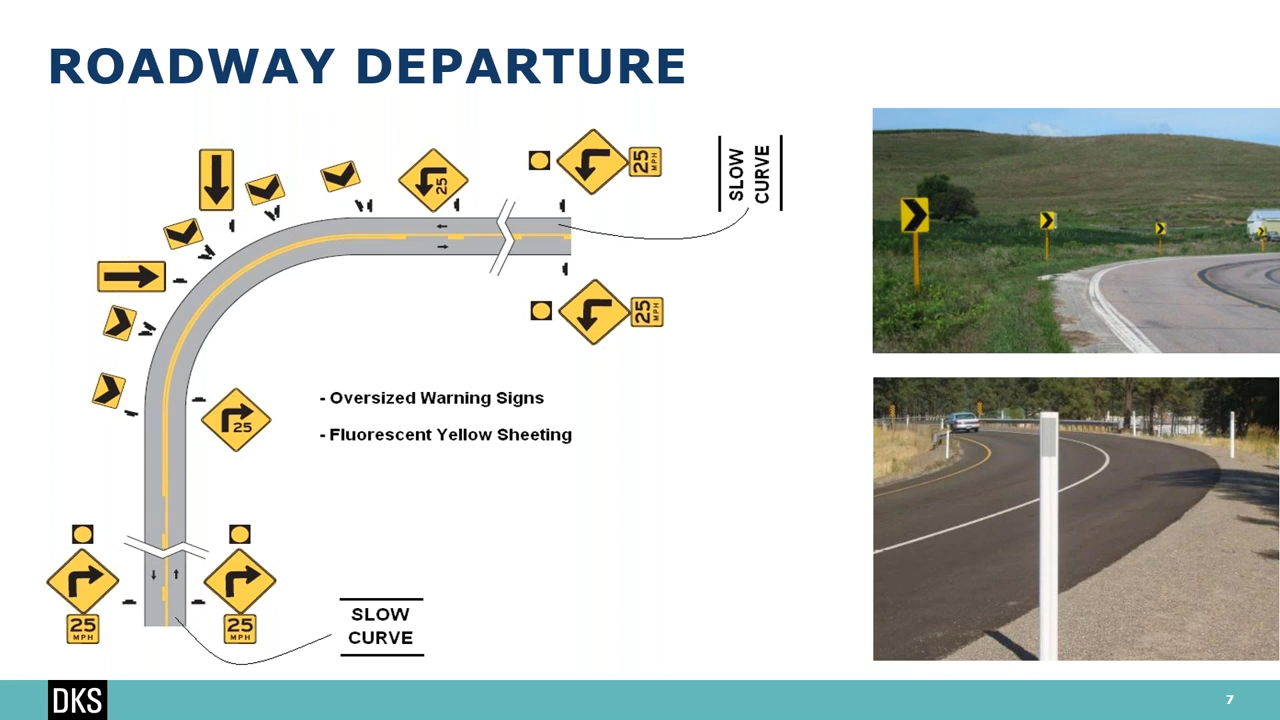 ROADWAY DEPARTURE
25
MPH
SLOW
CURVE
25
25
MPH
- Oversized Warning Signs
- Fluorescent Yellow Sheeting
25
25
MPH
25
MPH
SLOW
CURVE
DKS
7